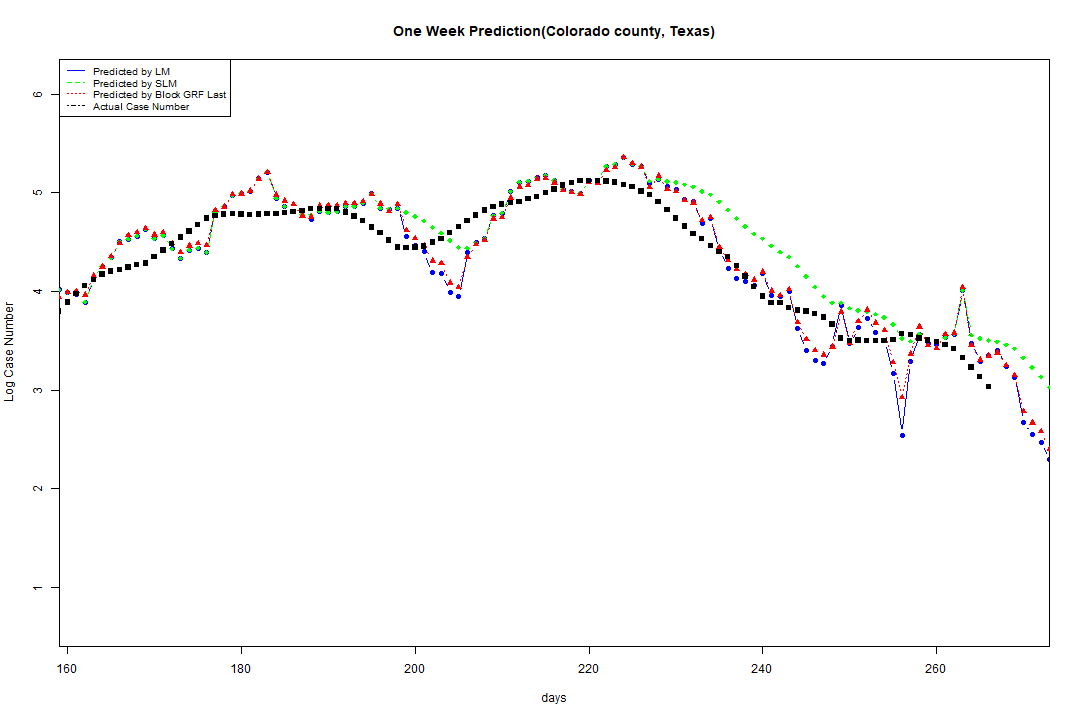 One Week Prediction(Colorado county, Texas)
Predicted by LM
Predicted by SLM
Predicted by Block GRF Last
Actual Case Number
6
5
4
3
2
1
Log Case Number
160 180 200 220 240 260
days